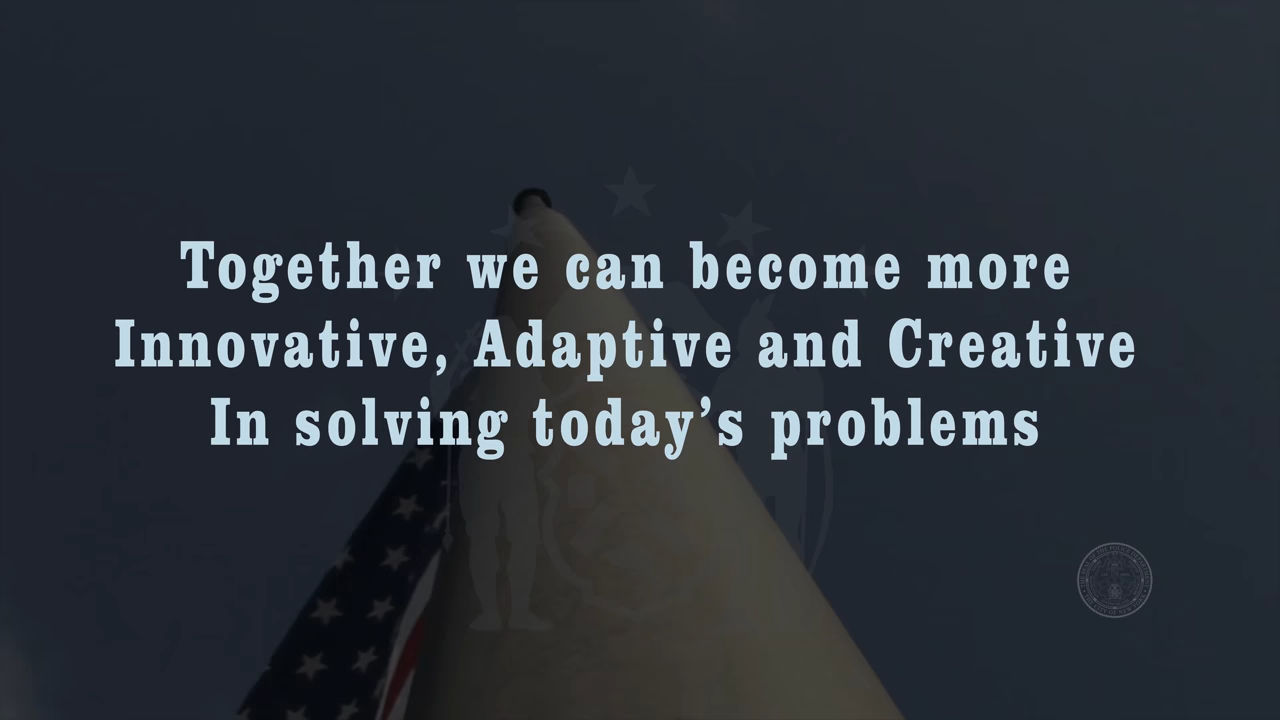 Together we can become more
Innovative, Adaptive and Creative
In solving today’s problems